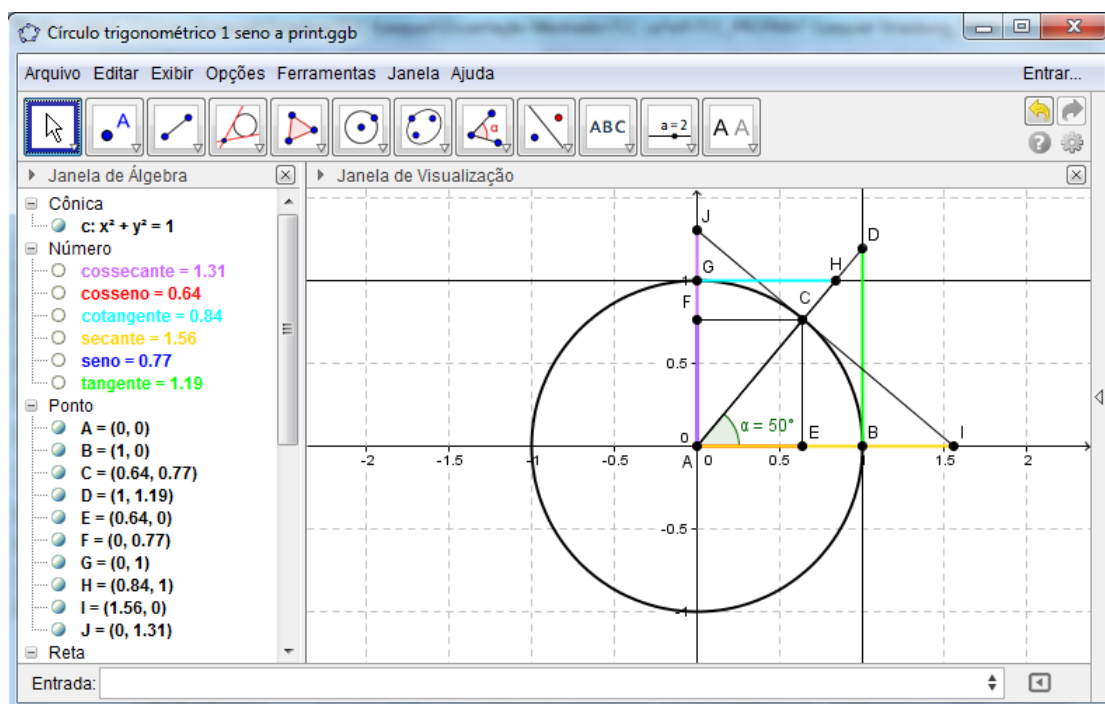 Círculo trigonométrico 1 seno a print.ggb
Arquivo Editar Exibir Opções Ferramentas Janela Ajuda Entrar...
A α ABC a=2 A A
Janela de Álgebra
Janela de Visualização
Cônica
c: x² + y² = 1
Número
cossecante = 1.31
cosseno = 0.64
cotangente = 0.84
secante = 1.56
seno = 0.77
tangente = 1.19
Ponto
A = (0, 0)
B = (1, 0)
C = (0.64, 0.77)
D = (1, 1.19)
E = (0.64, 0)
F = (0, 0.77)
G = (0, 1)
H = (0.84, 1)
I = (1.56, 0)
J = (0, 1.31)
Reta
J
D
G H
1
F C
0.5
α = 50°
0 E B I
A
-2 -1.5 -1 -0.5 0 0.5 1 1.5 2
-0.5
-1
Entrada: